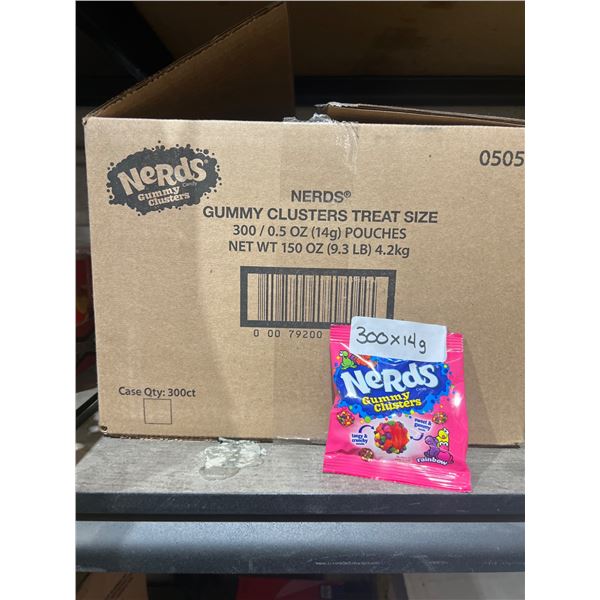 0505
NeRds
Candy
Gummy
Clusters
NERDS®
GUMMY CLUSTERS TREAT SIZE
300 / 0.5 OZ (14g) POUCHES
NET WT 150 OZ (9.3 LB) 4.2kg
0 00 79200
Case Qty: 300ct
300x14g
NeRds
Gummy
Clusters
tangy &
crunchy
sweet &
gummy
rainbow